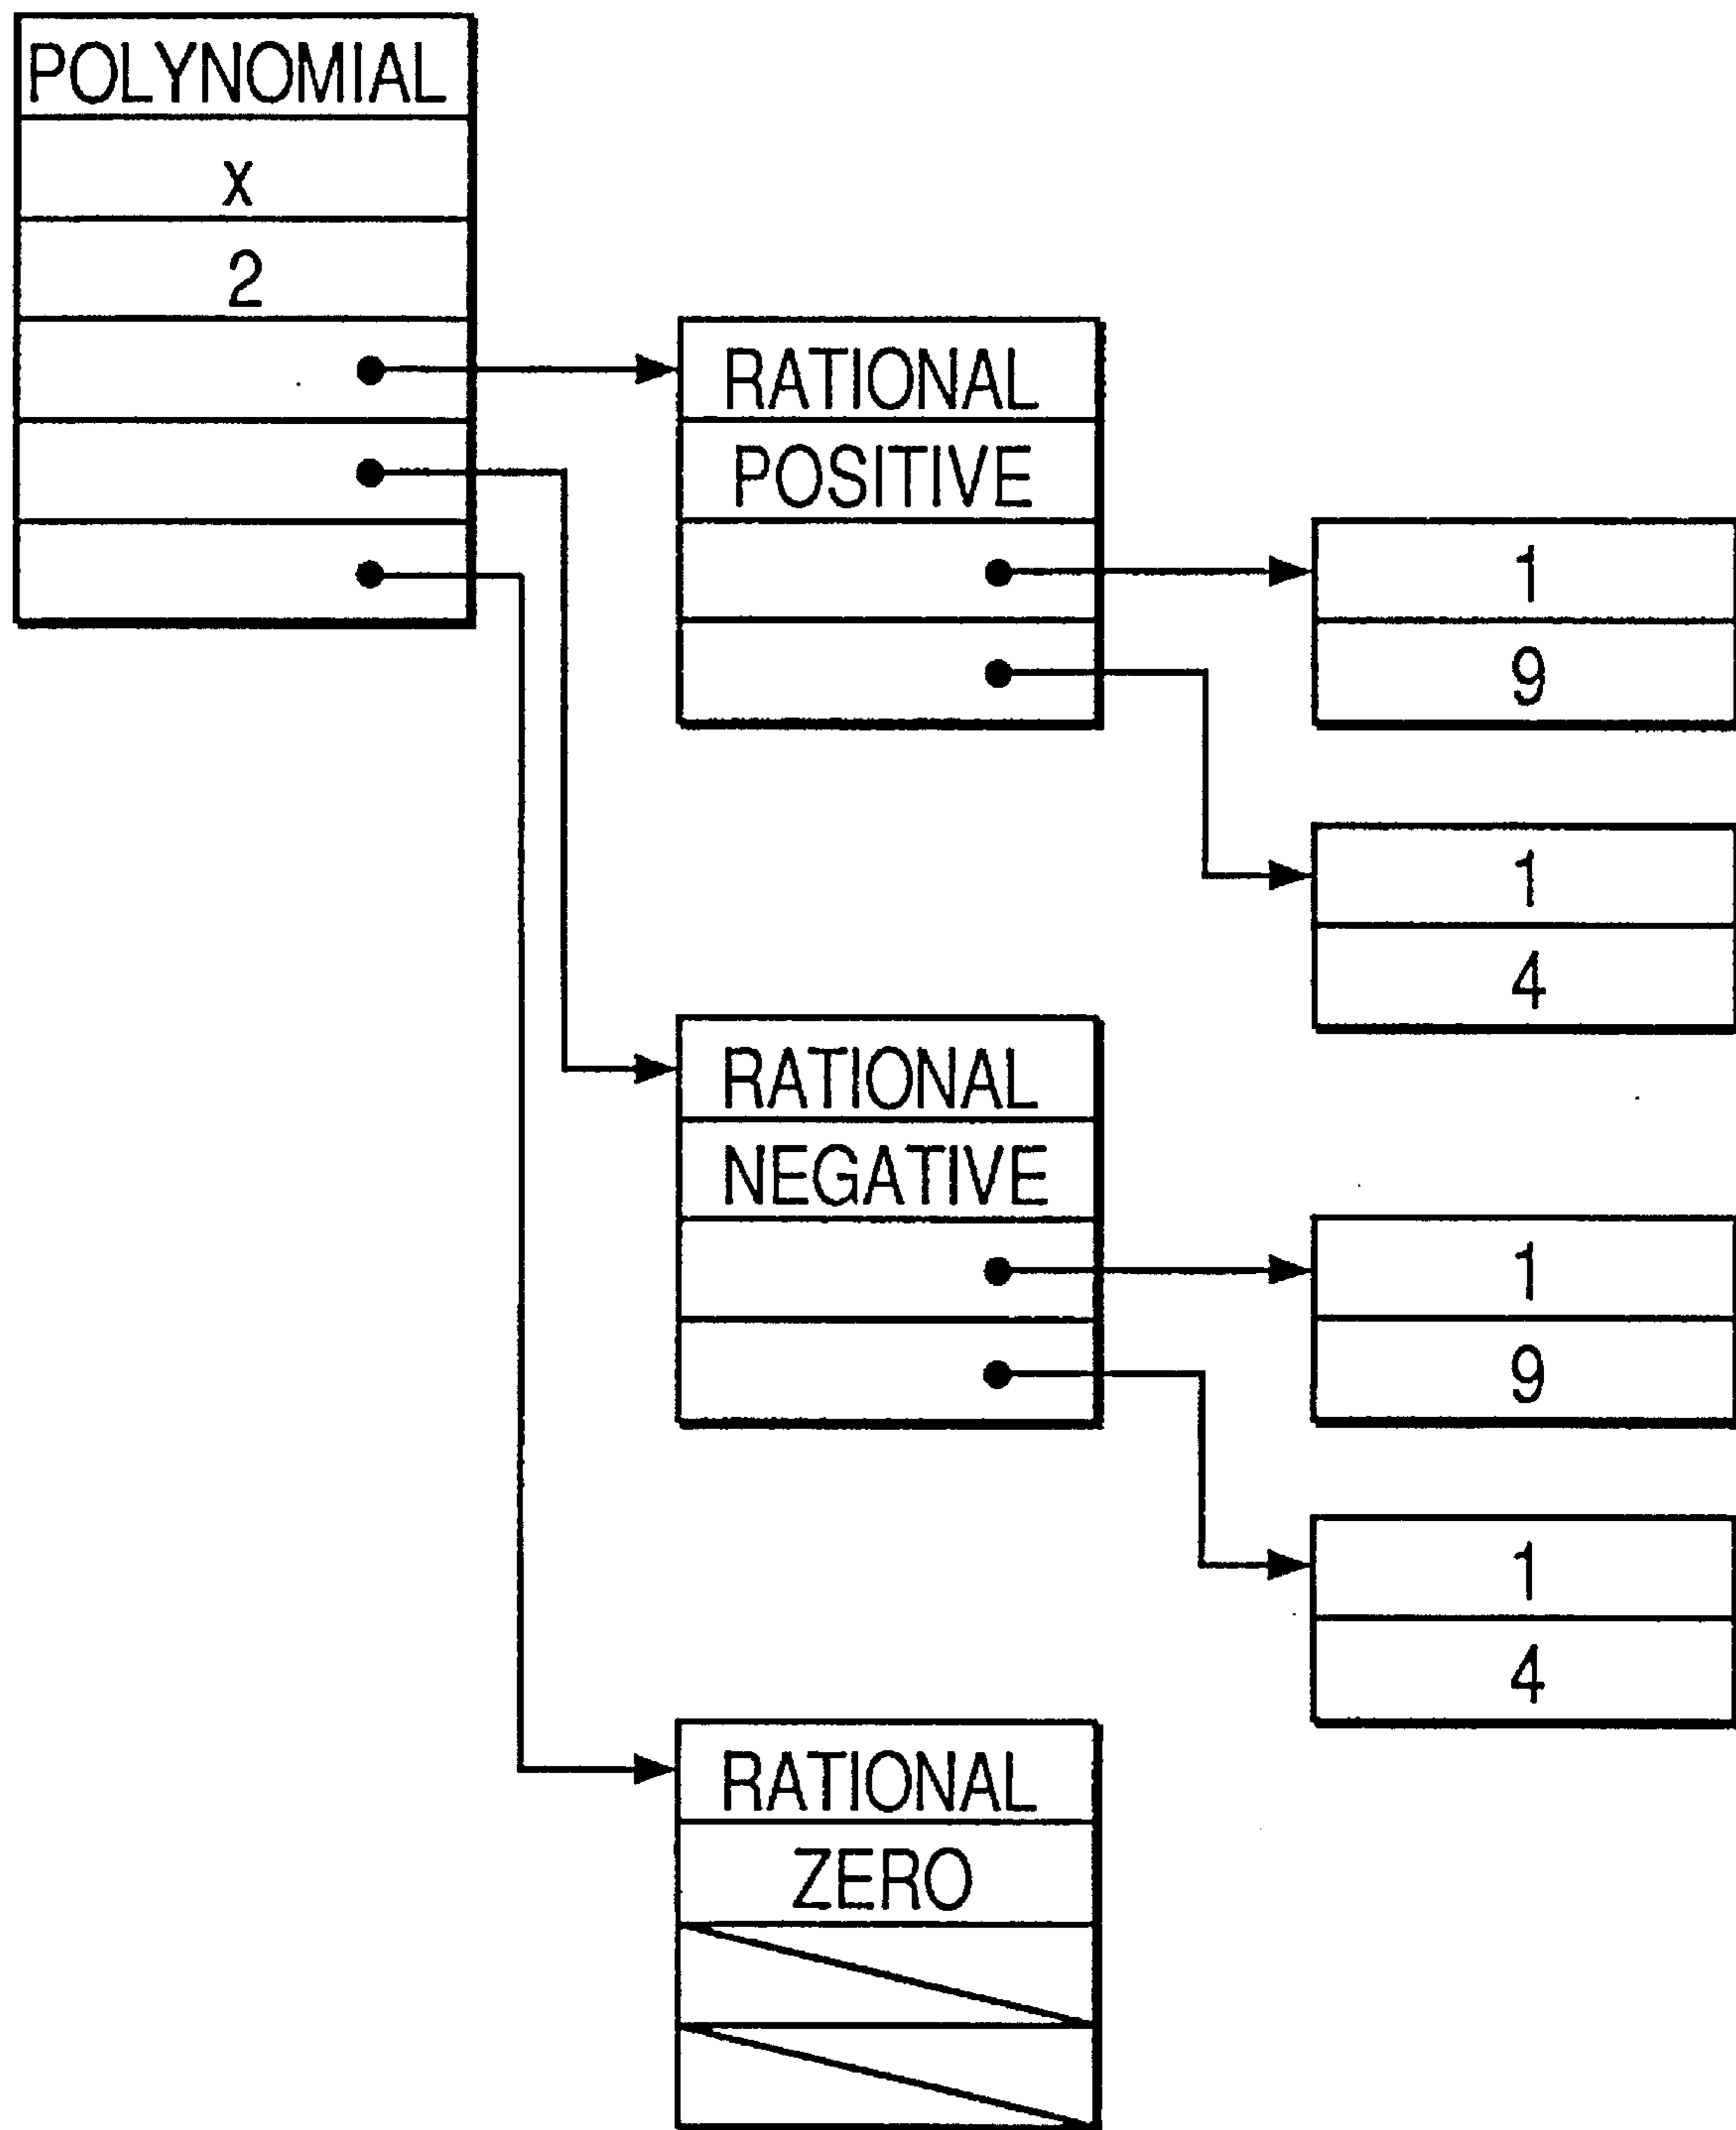 POLYNOMIAL
x
2
RATIONAL
POSITIVE
1
9
1
4
RATIONAL
NEGATIVE
1
9
1
4
RATIONAL
ZERO